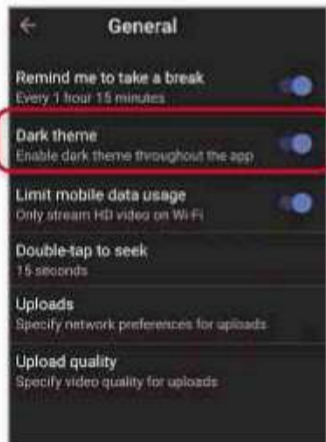 General
Remind me to take a break
Every 1 hour 15 minutes
Dark theme
Enable dark theme throughout the app
Limit mobile data usage
Only stream HD video on Wi-Fi
Double-tap to seek
15 seconds
Uploads
Specify network preferences for uploads
Upload quality
Specify video quality for uploads